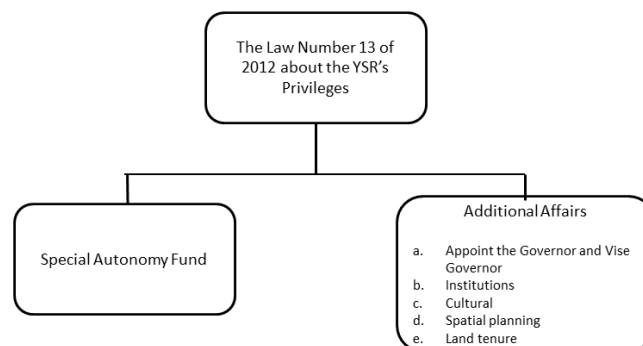 The Law Number 13 of
2012 about the YSR's
Privileges
Special Autonomy Fund
Additional Affairs
a. Appoint the Governor and Vise
Governor
b. Institutions
c. Cultural
d. Spatial planning
e. Land tenure